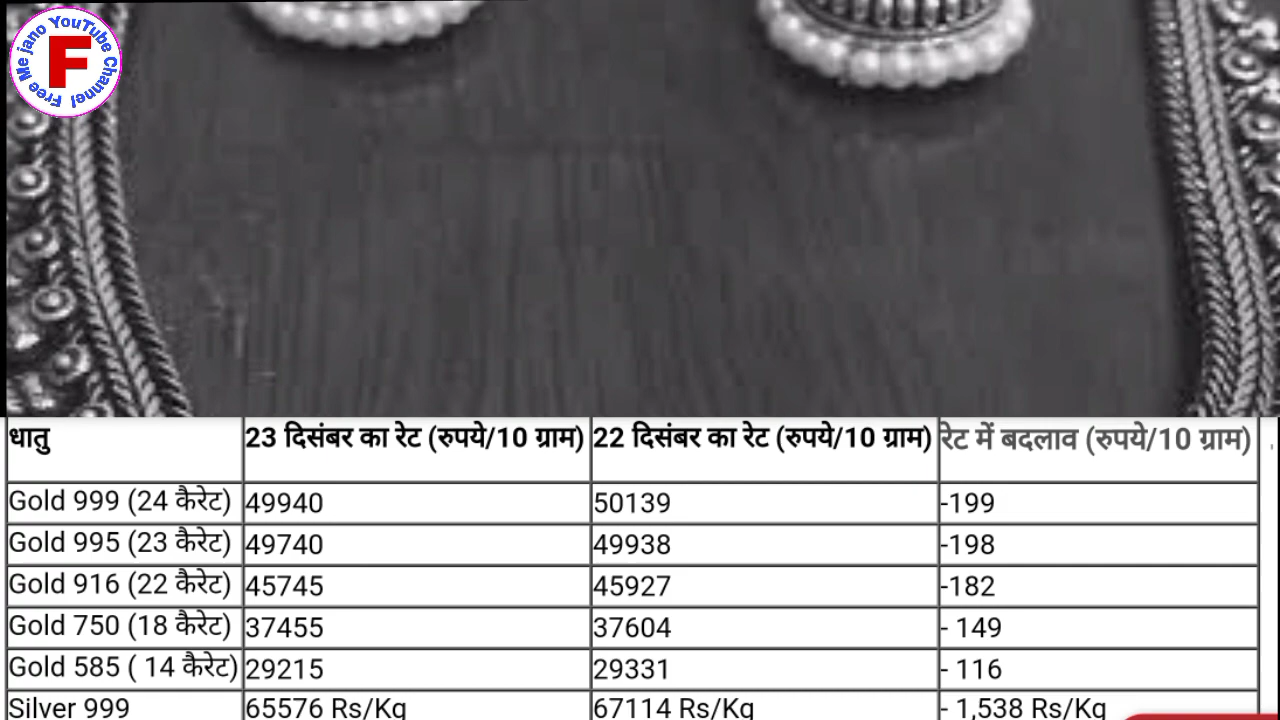 Free Me jano YouTube Channel
F
धातु 23 दिसंबर का रेट (रुपये/10 ग्राम) 22 दिसंबर का रेट (रुपये/10 ग्राम) रेट में बदलाव (रुपये/10 ग्राम)
Gold 999 (24 कैरेट) 49940 50139 -199
Gold 995 (23 कैरेट) 49740 49938 -198
Gold 916 (22 कैरेट) 45745 45927 -182
Gold 750 (18 कैरेट) 37455 37604 - 149
Gold 585 ( 14 कैरेट) 29215 29331 - 116
Silver 999 65576 Rs/Kg 67114 Rs/Kg - 1,538 Rs/Kg